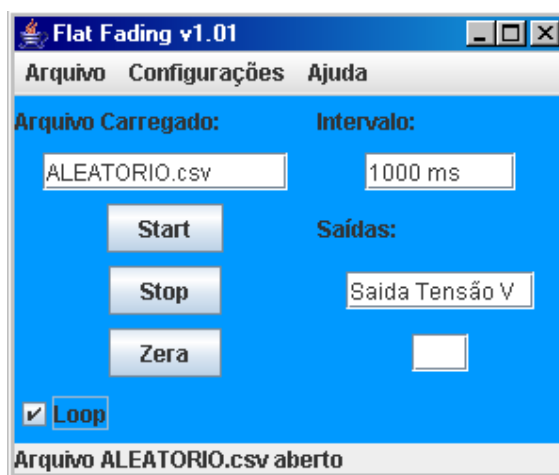 Flat Fading v1.01
Arquivo Configurações Ajuda
Arquivo Carregado: Intervalo:
ALEATORIO.csv 1000 ms
Start Saídas:
Stop Saida Tensão V
Zera
Loop
Arquivo ALEATORIO.csv aberto